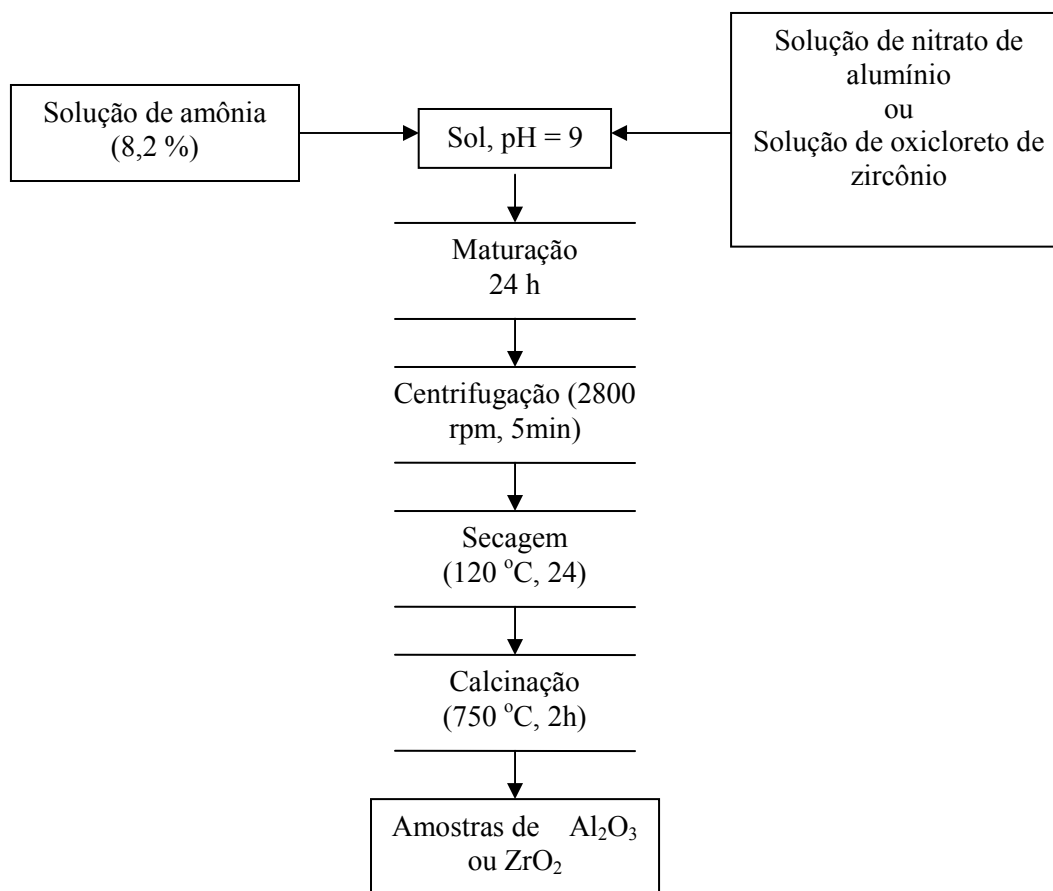 Solução de amônia
(8,2 %)
Sol, pH = 9
Solução de nitrato de
alumínio
ou
Solução de oxicloreto de
zircônio
Maturação
24 h
Centrifugação (2800
rpm, 5min)
Secagem
(120 °C, 24)
Calcinação
(750 °C, 2h)
Amostras de Al₂O₃
ou ZrO₂